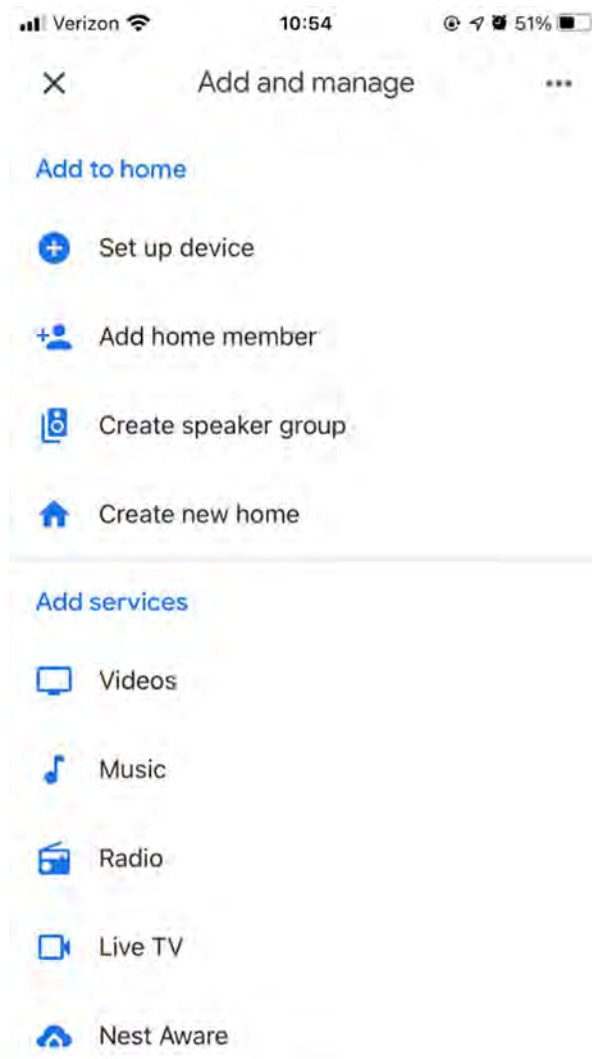 Verizon 10:54 51%
Add and manage
Add to home
Set up device
Add home member
Create speaker group
Create new home
Add services
Videos
Music
Radio
Live TV
Nest Aware